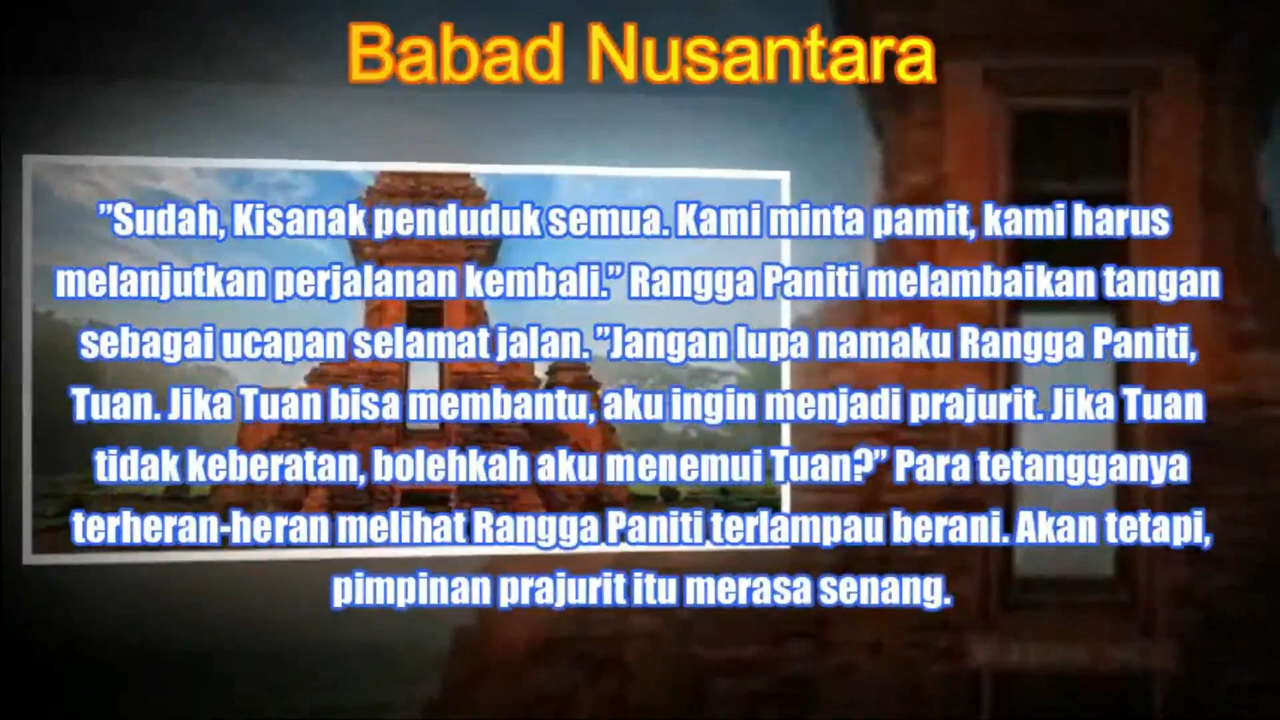 Babad Nusantara
”Sudah, Kisanak penduduk semua. Kami minta pamit, kami harus
melanjutkan perjalanan kembali.” Rangga Paniti melambaikan tangan
sebagai ucapan selamat jalan. ”Jangan lupa namaku Rangga Paniti,
Tuan. Jika Tuan bisa membantu, aku ingin menjadi prajurit. Jika Tuan
tidak keberatan, bolehkah aku menemui Tuan?” Para tetangganya
terheran-heran melihat Rangga Paniti terlampau berani. Akan tetapi,
pimpinan prajurit itu merasa senang.